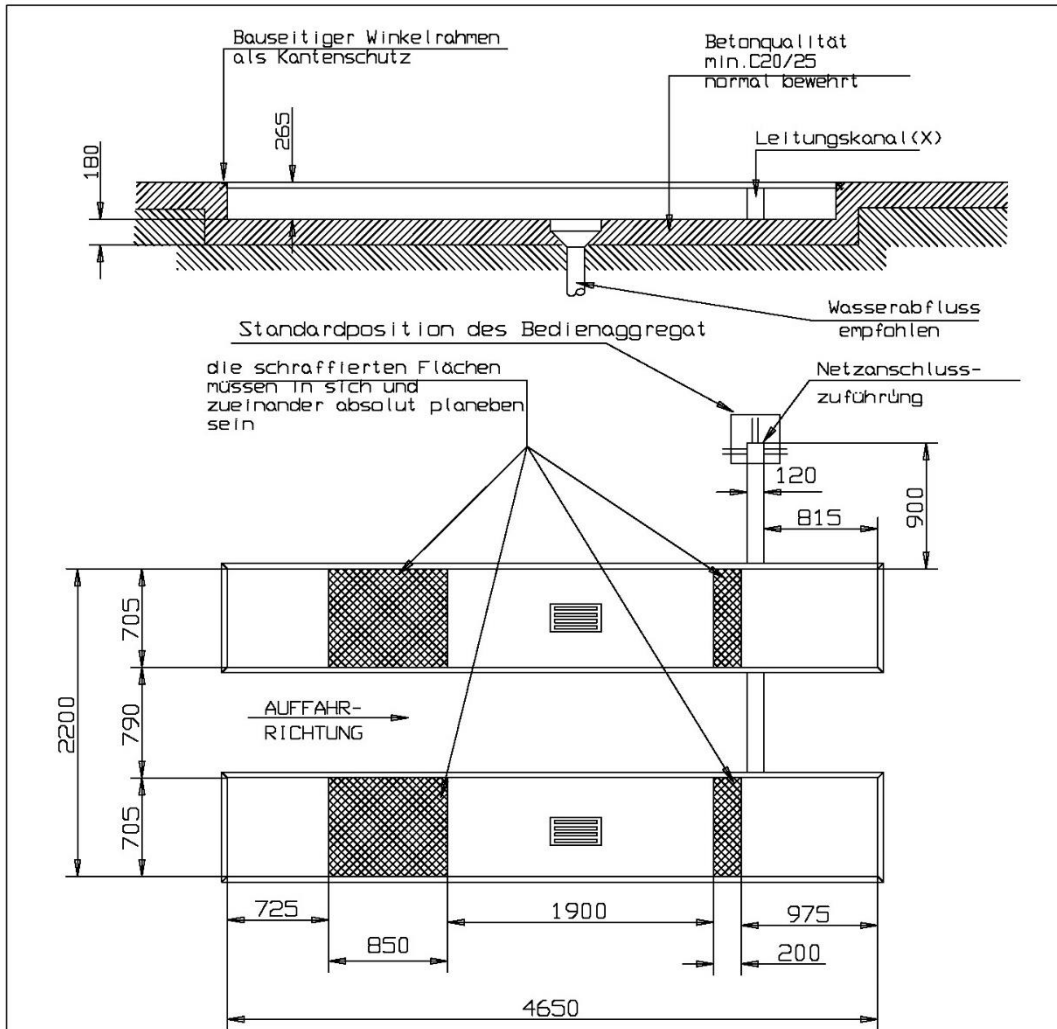 Bauseitiger Winkelrahmen
als Kantenschutz
Betonqualität
min.C20/25
normal bewehrt
265
180
Leitungskanal(X)
Wasserabfluss
empfohlen
Standardposition des Bedienaggregat
die schraffierten Flächen
müssen in sich und
zueinander absolut planeben
sein
Netzanschluss-
zuführung
120
815
900
705
790
705
2200
AUFFAHR-
RICHTUNG
725
1900
975
850
200
4650